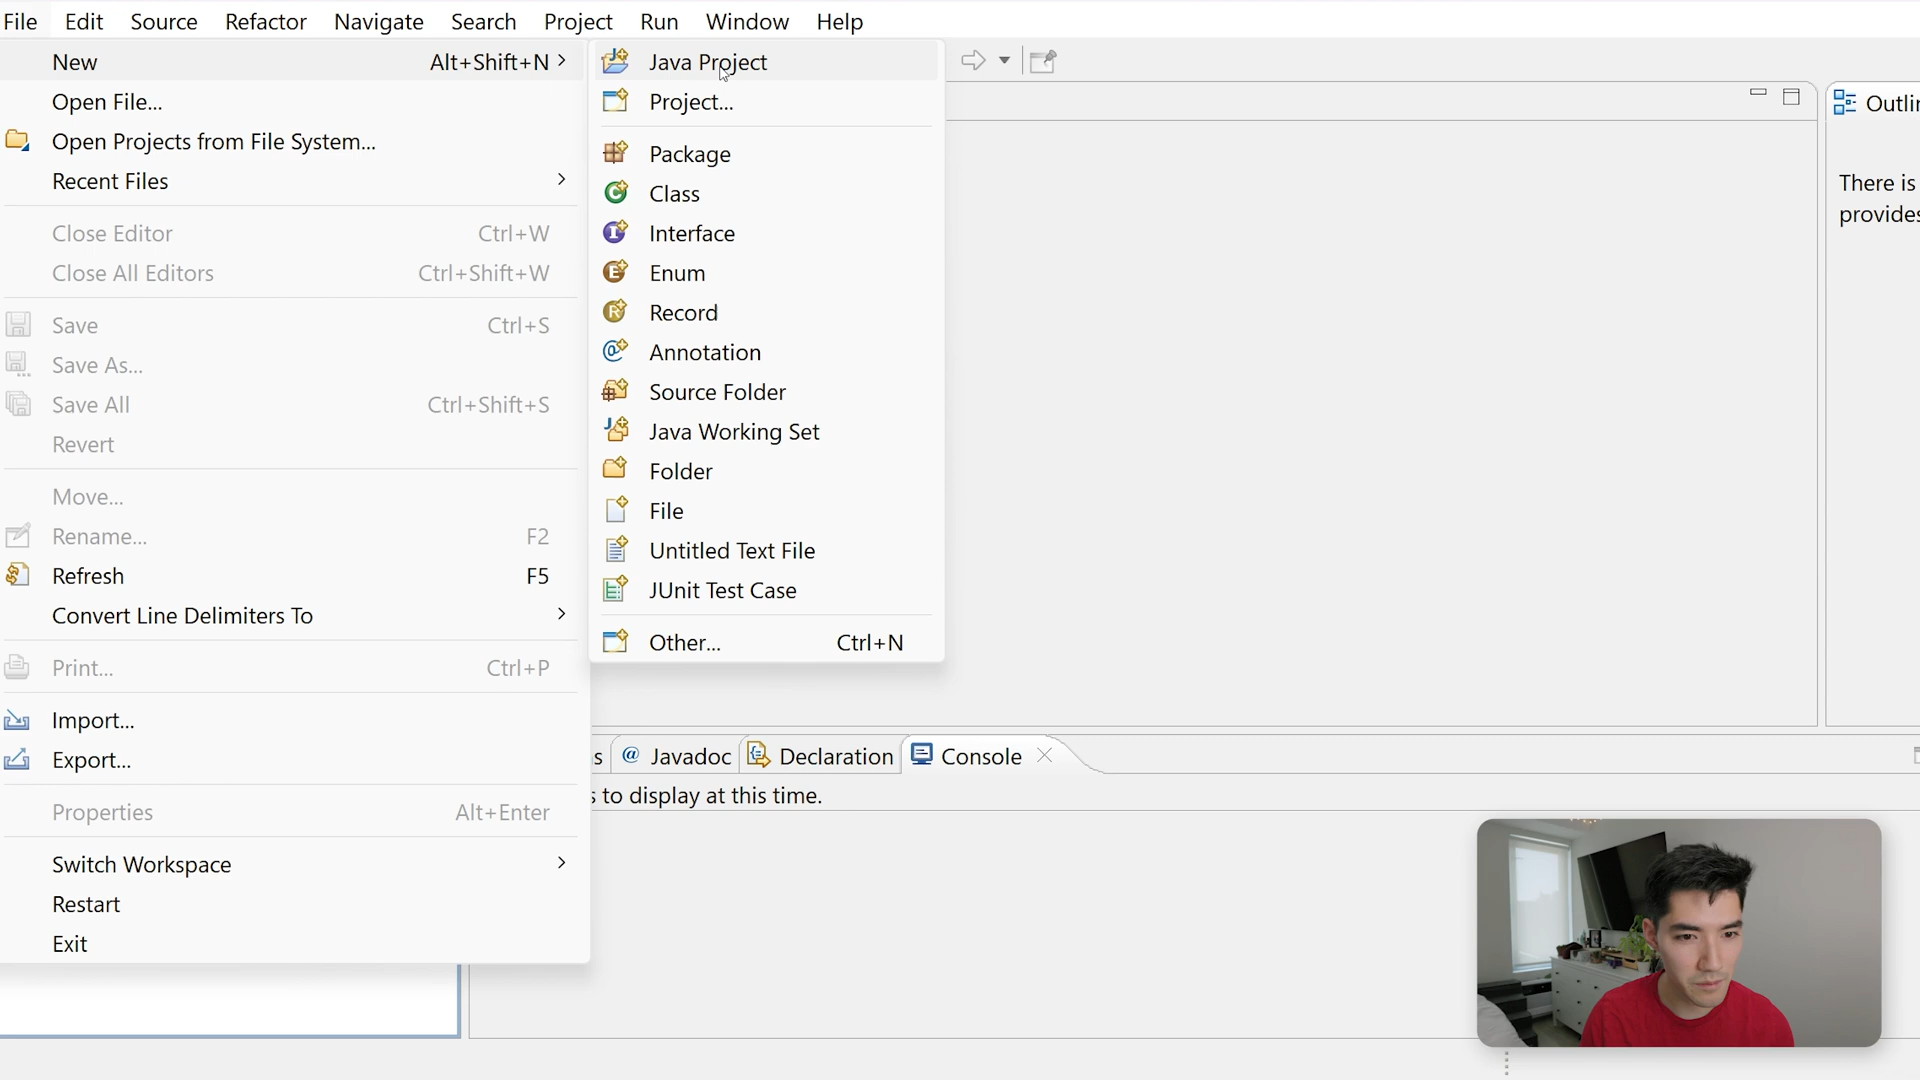 File Edit Source Refactor Navigate Search Project Run Window Help
New Alt+Shift+N
Open File...
Open Projects from File System...
Recent Files
Close Editor Ctrl+W
Close All Editors Ctrl+Shift+W
Save Ctrl+S
Save As...
Save All Ctrl+Shift+S
Revert
Move...
Rename... F2
Refresh F5
Convert Line Delimiters To
Print... Ctrl+P
Import...
Export...
Properties Alt+Enter
Switch Workspace
Restart
Exit
Java Project
Project...
Package
Class
Interface
Enum
Record
Annotation
Source Folder
Java Working Set
Folder
File
Untitled Text File
JUnit Test Case
Other... Ctrl+N
There is
provides
s @ Javadoc Declaration Console
s to display at this time.